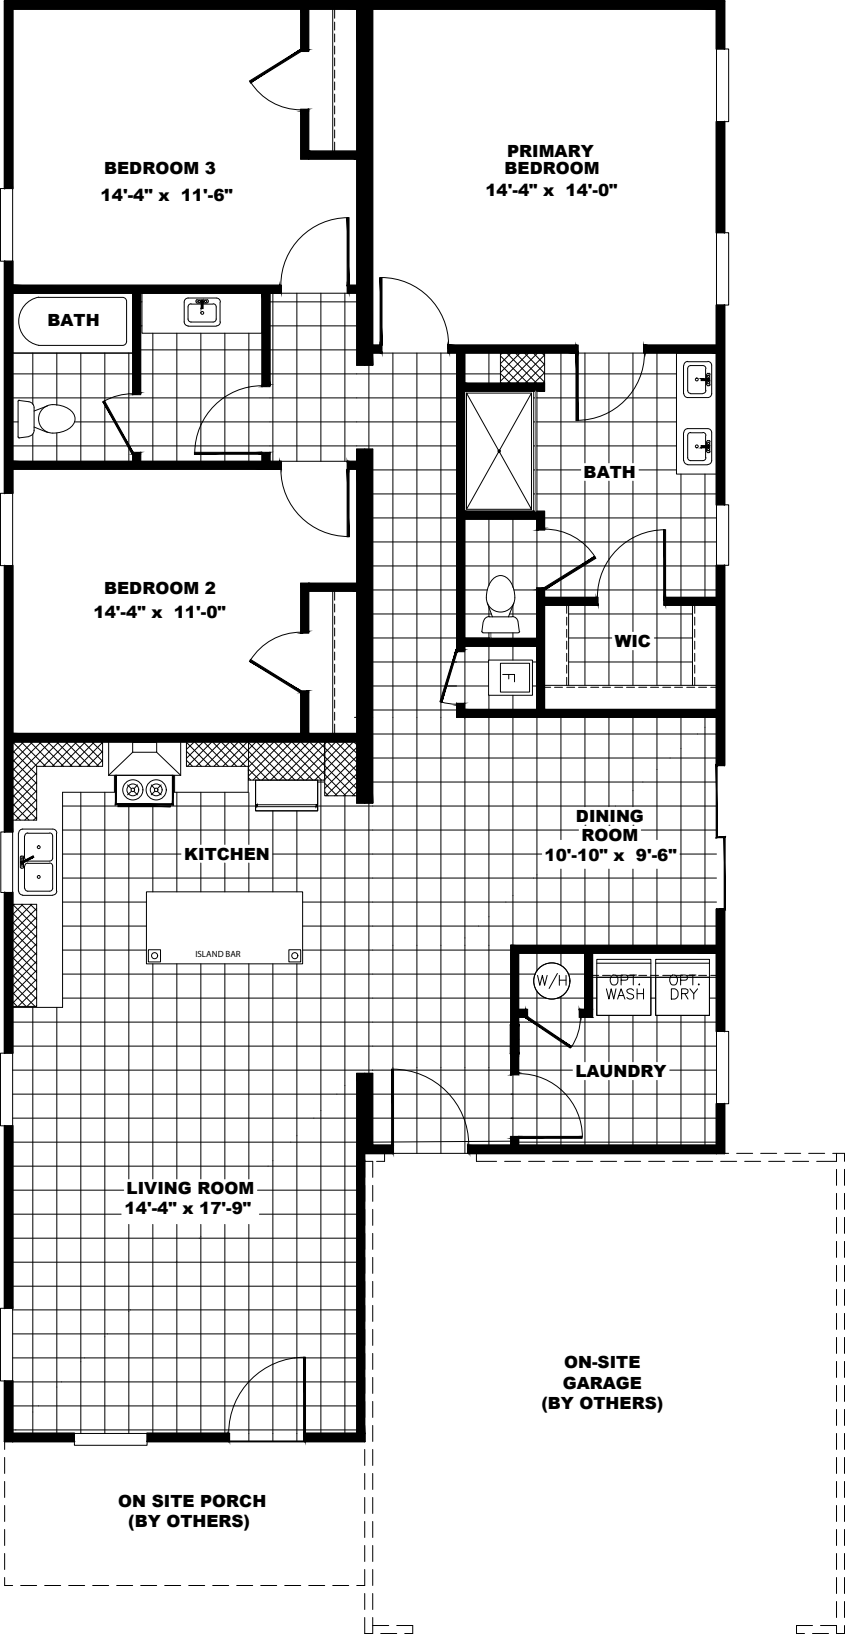 BEDROOM 3
14'-4" x 11'-6"
PRIMARY
BEDROOM
14'-4" x 14'-0"
BATH
BATH
BEDROOM 2
14'-4" x 11'-0"
WIC
F
DINING
ROOM
10'-10" x 9'-6"
KITCHEN
ISLAND BAR
W/H
OPT.
WASH
OPT.
DRY
LAUNDRY
LIVING ROOM
14'-4" x 17'-9"
ON-SITE
GARAGE
(BY OTHERS)
ON SITE PORCH
(BY OTHERS)